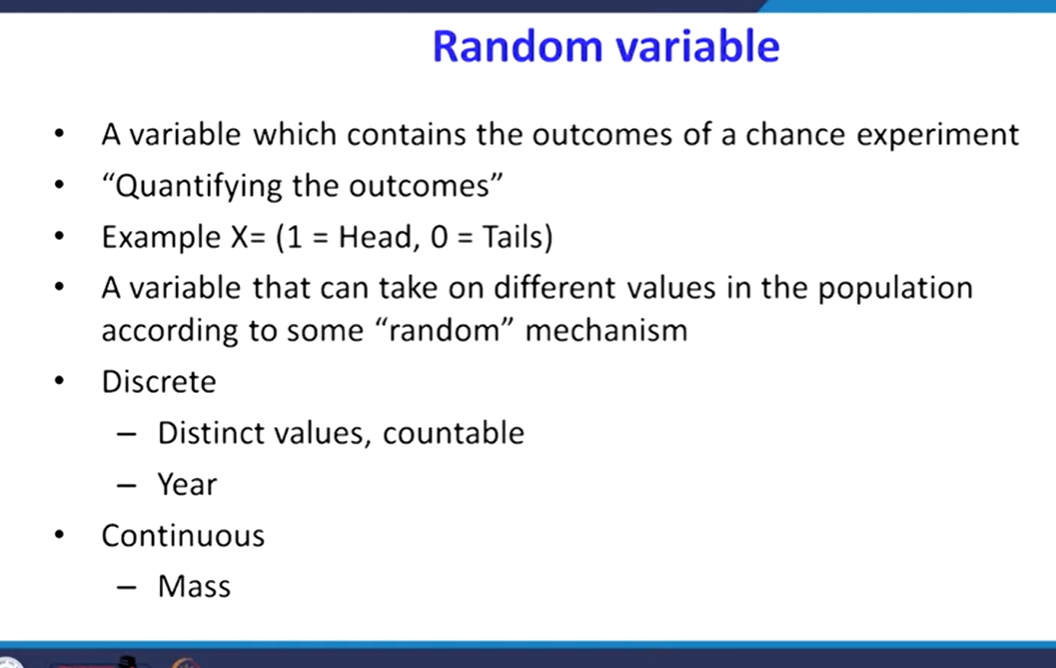 Random variable
• A variable which contains the outcomes of a chance experiment
• “Quantifying the outcomes”
• Example X= (1 = Head, 0 = Tails)
• A variable that can take on different values in the population
according to some “random” mechanism
• Discrete
– Distinct values, countable
– Year
• Continuous
– Mass